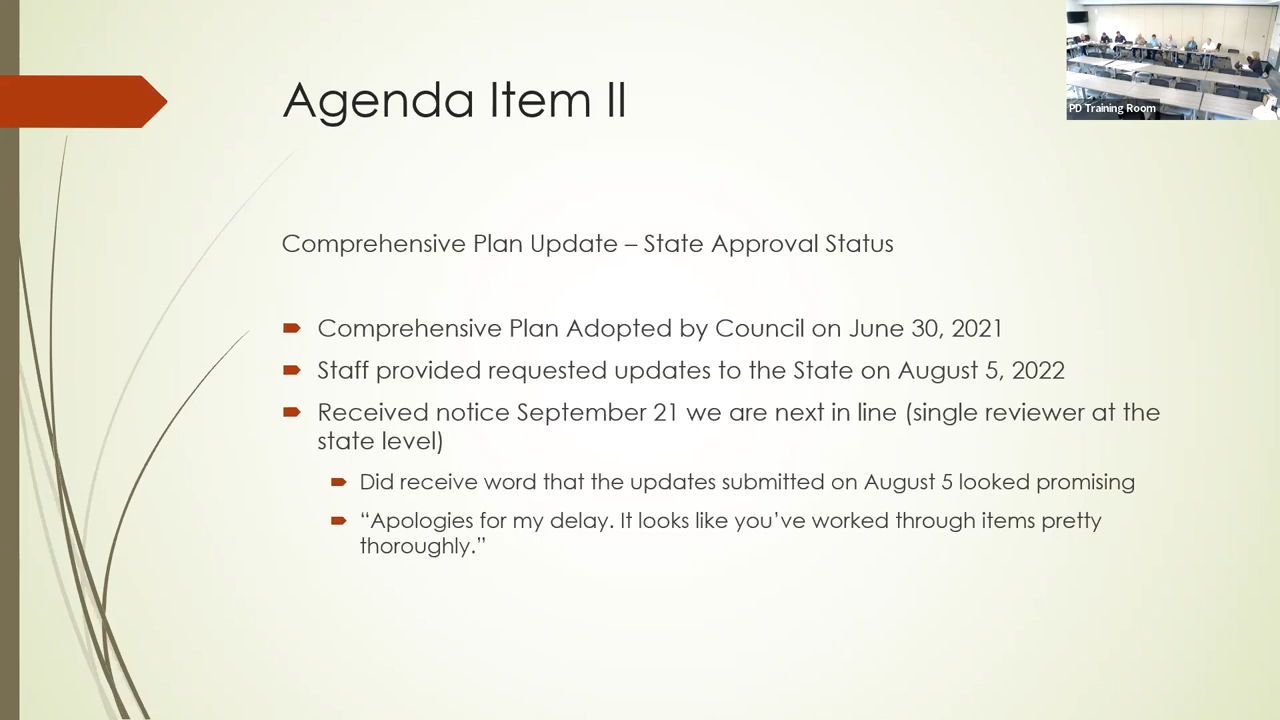 Agenda Item II
PD Training Room
Comprehensive Plan Update – State Approval Status
Comprehensive Plan Adopted by Council on June 30, 2021
Staff provided requested updates to the State on August 5, 2022
Received notice September 21 we are next in line (single reviewer at the
state level)
Did receive word that the updates submitted on August 5 looked promising
“Apologies for my delay. It looks like you’ve worked through items pretty
thoroughly.”